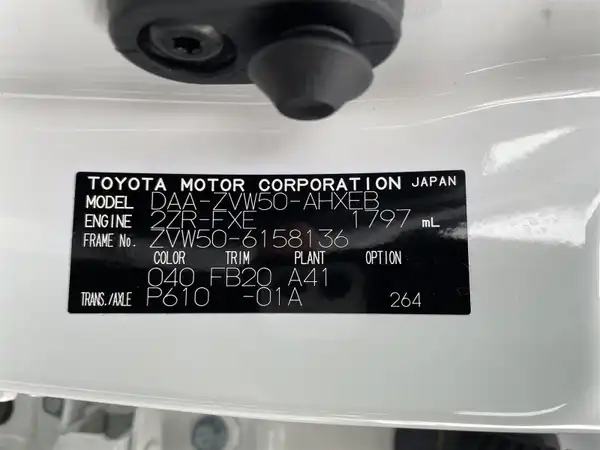 TOYOTA MOTOR CORPORATION JAPAN
MODEL DAA-ZVW50-AHXEB
ENGINE 2ZR-FXE 1797 mL
FRAME No. ZVW50-6158136
COLOR TRIM PLANT OPTION
040 FB20 A41
TRANS./AXLE P610 -01A 264